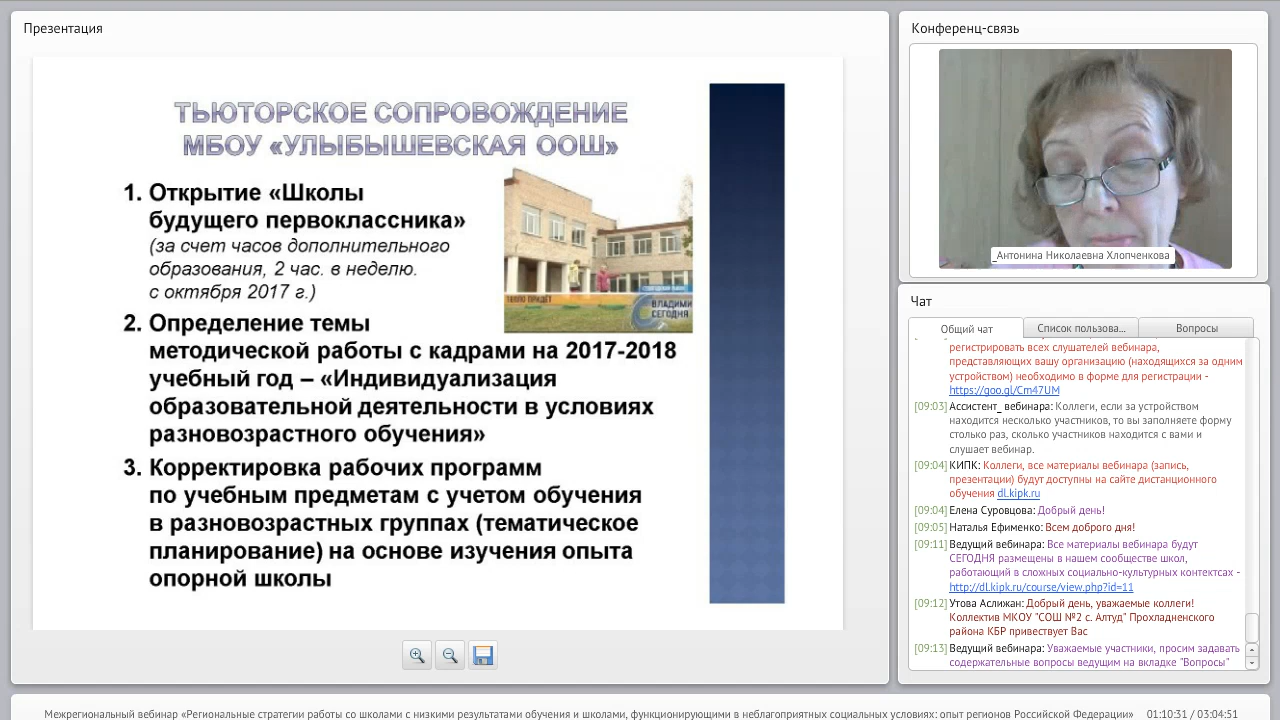 Презентация
ТЬЮТОРСКОЕ СОПРОВОЖДЕНИЕ
МБОУ «УЛЫБЫШЕВСКАЯ ООШ»
1. Открытие «Школы
будущего первоклассника»
(за счет часов дополнительного
образования, 2 час. в неделю.
с октября 2017 г.)
2. Определение темы
методической работы с кадрами на 2017-2018
учебный год – «Индивидуализация
образовательной деятельности в условиях
разновозрастного обучения»
3. Корректировка рабочих программ
по учебным предметам с учетом обучения
в разновозрастных группах (тематическое
планирование) на основе изучения опыта
опорной школы
ТЕПЛО ПРИДЁТ
ВЛАДИМИ
СЕГОДНЯ
Конференц-связь
_Антонина Николаевна Хлопченкова
Чат
Общий чат
Список пользова...
Вопросы
регистрировать всех слушателей вебинара,
представляющих вашу организацию (находящихся за одним
устройством) необходимо в форме для регистрации -
https://goo.gl/Cm47UM
[09:03] Ассистент_ вебинара: Коллеги, если за устройством
находится несколько участников, то вы заполняете форму
столько раз, сколько участников находится с вами и
слушает вебинар.
[09:04] КИПК: Коллеги, все материалы вебинара (запись,
презентации) будут доступны на сайте дистанционного
обучения dl.kipk.ru
[09:04] Елена Суровцова: Добрый день!
[09:05] Наталья Ефименко: Всем доброго дня!
[09:11] Ведущий вебинара: Все материалы вебинара будут
СЕГОДНЯ размещены в нашем сообществе школ,
работающий в сложных социально-культурных контекстах -
http://dl.kipk.ru/course/view.php?id=11
[09:12] Утова Аслижан: Добрый день, уважаемые коллеги!
Коллектив МКОУ "СОШ №2 с. Алтуд" Прохладненского
района КБР привествует Вас
[09:13] Ведущий вебинара: Уважаемые участники, просим задавать
содержательные вопросы ведущим на вкладке "Вопросы"
Межрегиональный вебинар «Региональные стратегии работы со школами с низкими результатами обучения и школами, функционирующими в неблагоприятных социальных условиях: опыт регионов Российской Федерации» 01:10:31 / 03:04:51